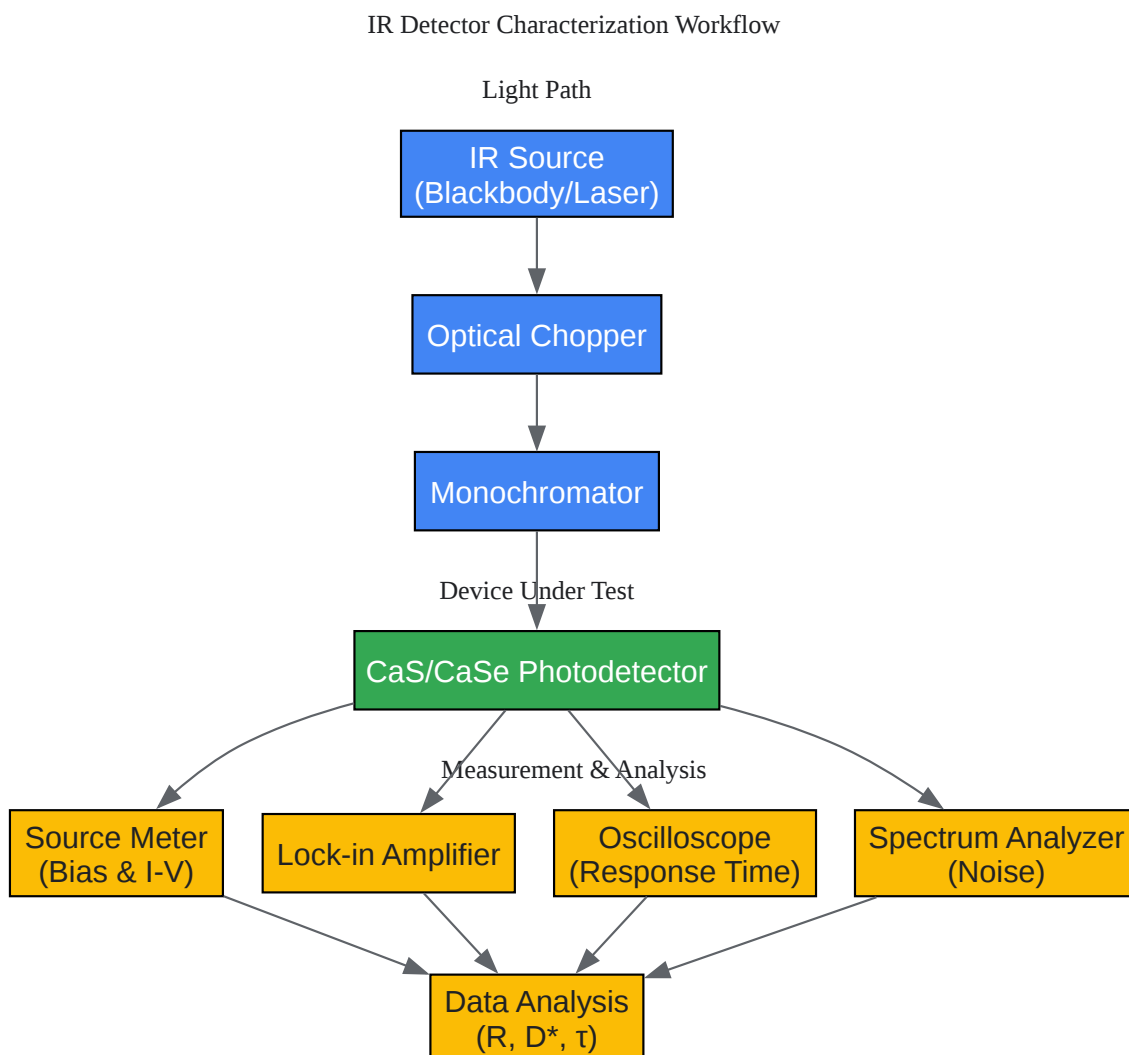 IR Detector Characterization Workflow
Light Path
IR Source
(Blackbody/Laser)
Optical Chopper
Monochromator
Device Under Test
CaS/CaSe Photodetector
Measurement & Analysis
Source Meter
(Bias & I-V)
Lock-in Amplifier
Oscilloscope
(Response Time)
Spectrum Analyzer
(Noise)
Data Analysis
(R, D*, τ)